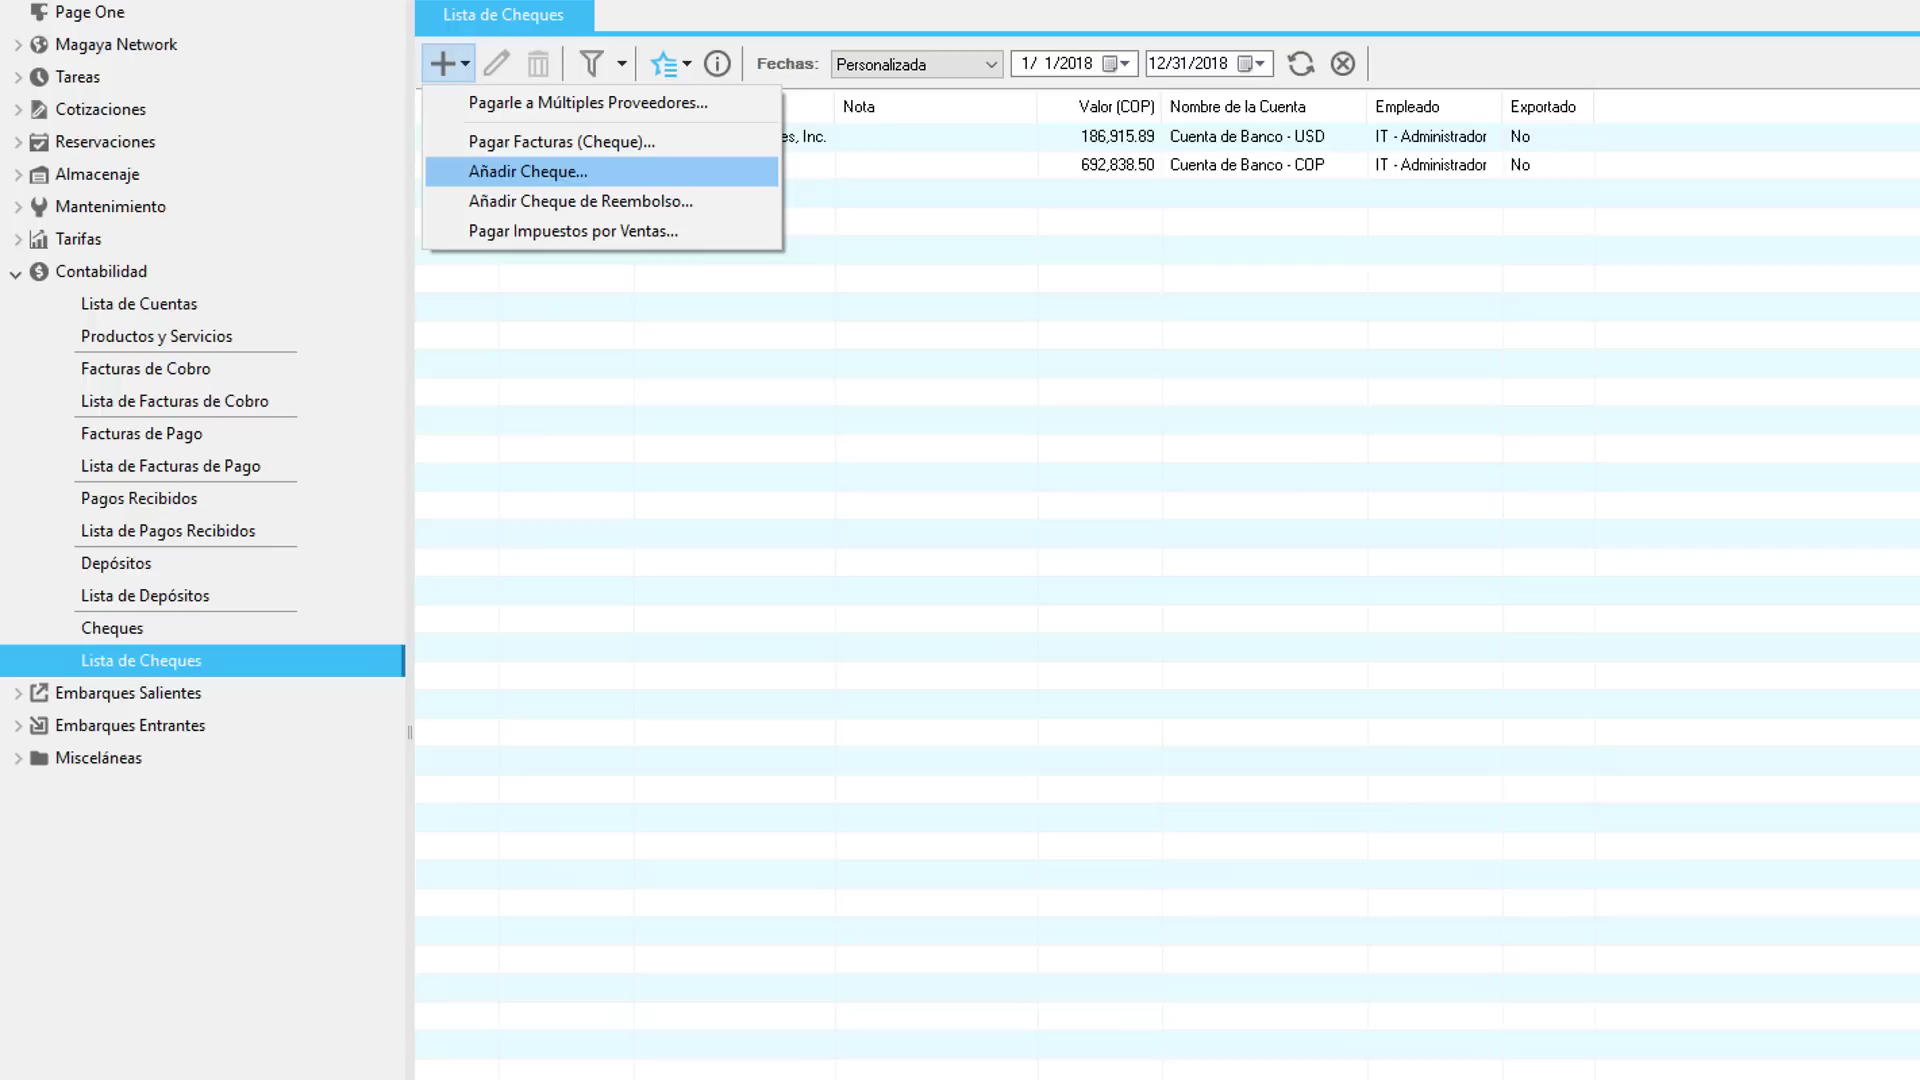 Page One
Magaya Network
Tareas
Cotizaciones
Reservaciones
Almacenaje
Mantenimiento
Tarifas
Contabilidad
Lista de Cuentas
Productos y Servicios
Facturas de Cobro
Lista de Facturas de Cobro
Facturas de Pago
Lista de Facturas de Pago
Pagos Recibidos
Lista de Pagos Recibidos
Depósitos
Lista de Depósitos
Cheques
Lista de Cheques
Embarques Salientes
Embarques Entrantes
Misceláneas
Lista de Cheques
Fechas: Personalizada 1/ 1/2018 12/31/2018
Pagarle a Múltiples Proveedores...
Pagar Facturas (Cheque)...
Añadir Cheque...
Añadir Cheque de Reembolso...
Pagar Impuestos por Ventas...
Nota Valor (COP) Nombre de la Cuenta Empleado Exportado
es, Inc. 186,915.89 Cuenta de Banco - USD IT - Administrador No
692,838.50 Cuenta de Banco - COP IT - Administrador No